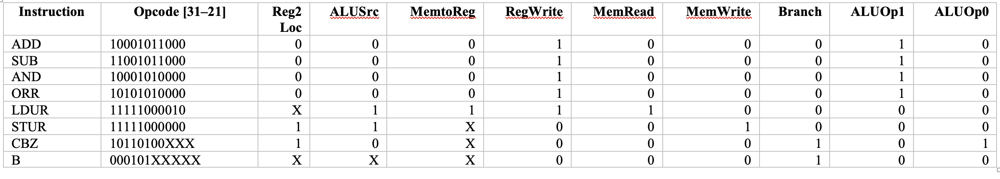 Instruction Opcode [31–21] Reg2 Loc ALUSrc MemtoReg RegWrite MemRead MemWrite Branch ALUOp1 ALUOp0
ADD 10001011000 0 0 0 1 0 0 0 1 0
SUB 11001011000 0 0 0 1 0 0 0 1 0
AND 10001010000 0 0 0 1 0 0 0 1 0
ORR 10101010000 0 0 0 1 0 0 0 1 0
LDUR 11111000010 X 1 1 1 1 0 0 0 0
STUR 11111000000 1 1 X 0 0 1 0 0 0
CBZ 10110100XXX 1 0 X 0 0 0 1 0 1
B 000101XXXXX X X X 0 0 0 1 0 0